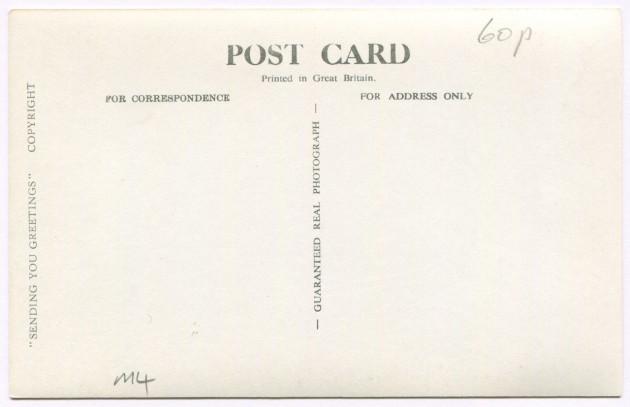 60p
POST CARD
Printed in Great Britain.
FOR CORRESPONDENCE
FOR ADDRESS ONLY
"SENDING YOU GREETINGS" COPYRIGHT
— GUARANTEED REAL PHOTOGRAPH —
M4